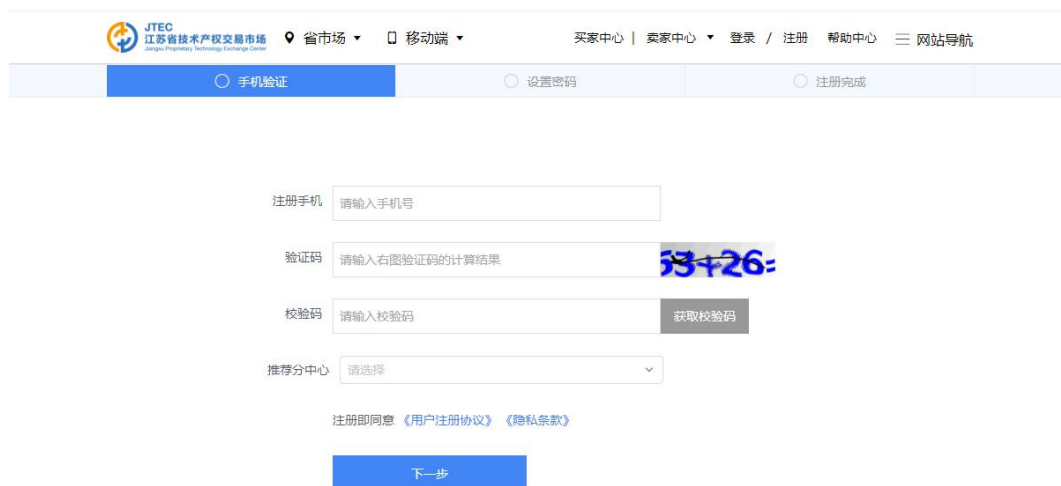 JTEC
江苏省技术产权交易市场
Jiangsu Proprietary Technology Exchange Center
省市场 ▼ 移动端 ▼ 买家中心 | 卖家中心 ▼ 登录 / 注册 帮助中心 网站导航
手机验证 设置密码 注册完成
注册手机 请输入手机号
验证码 请输入右图验证码的计算结果 53+26=
校验码 请输入校验码 获取校验码
推荐分中心 请选择
注册即同意《用户注册协议》《隐私条款》
下一步